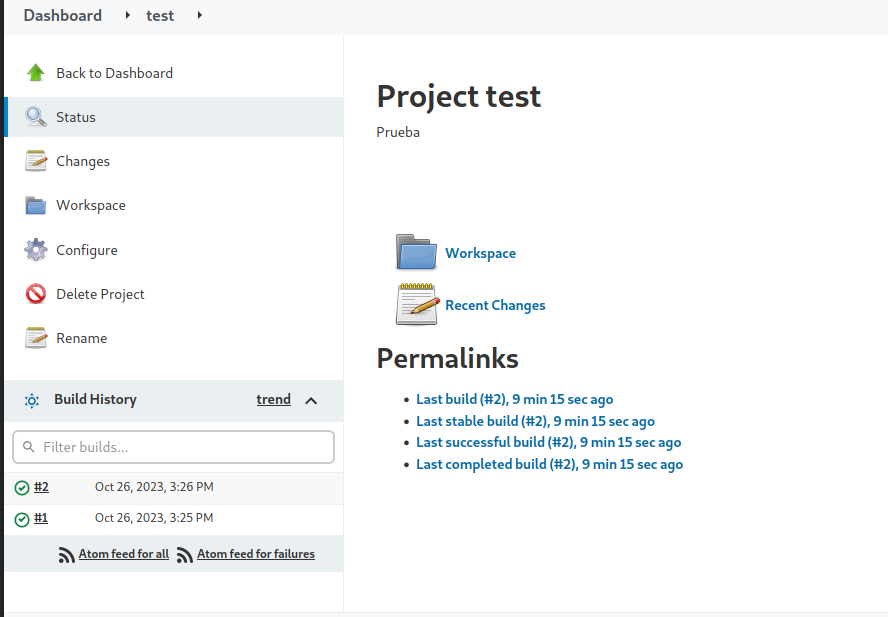 Dashboard test
Back to Dashboard
Status
Changes
Workspace
Configure
Delete Project
Rename
Build History trend
Filter builds...
#2 Oct 26, 2023, 3:26 PM
#1 Oct 26, 2023, 3:25 PM
Atom feed for all Atom feed for failures
Project test
Prueba
Workspace
Recent Changes
Permalinks
Last build (#2), 9 min 15 sec ago
Last stable build (#2), 9 min 15 sec ago
Last successful build (#2), 9 min 15 sec ago
Last completed build (#2), 9 min 15 sec ago